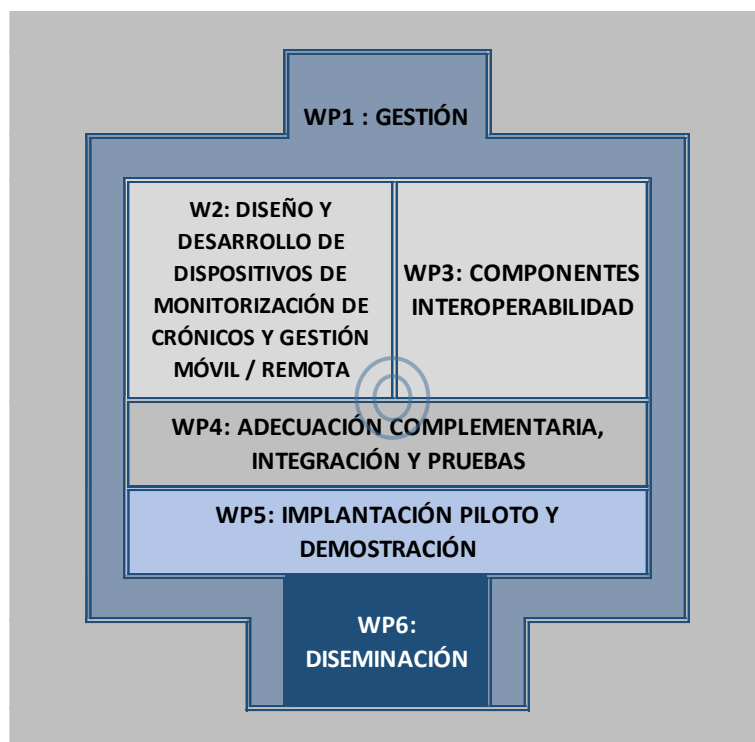 WP1 : GESTIÓN
W2: DISEÑO Y
DESARROLLO DE
DISPOSITIVOS DE
MONITORIZACIÓN DE
CRÓNICOS Y GESTIÓN
MÓVIL / REMOTA
WP3: COMPONENTES
INTEROPERABILIDAD
WP4: ADECUACIÓN COMPLEMENTARIA,
INTEGRACIÓN Y PRUEBAS
WP5: IMPLANTACIÓN PILOTO Y
DEMOSTRACIÓN
WP6:
DISEMINACIÓN